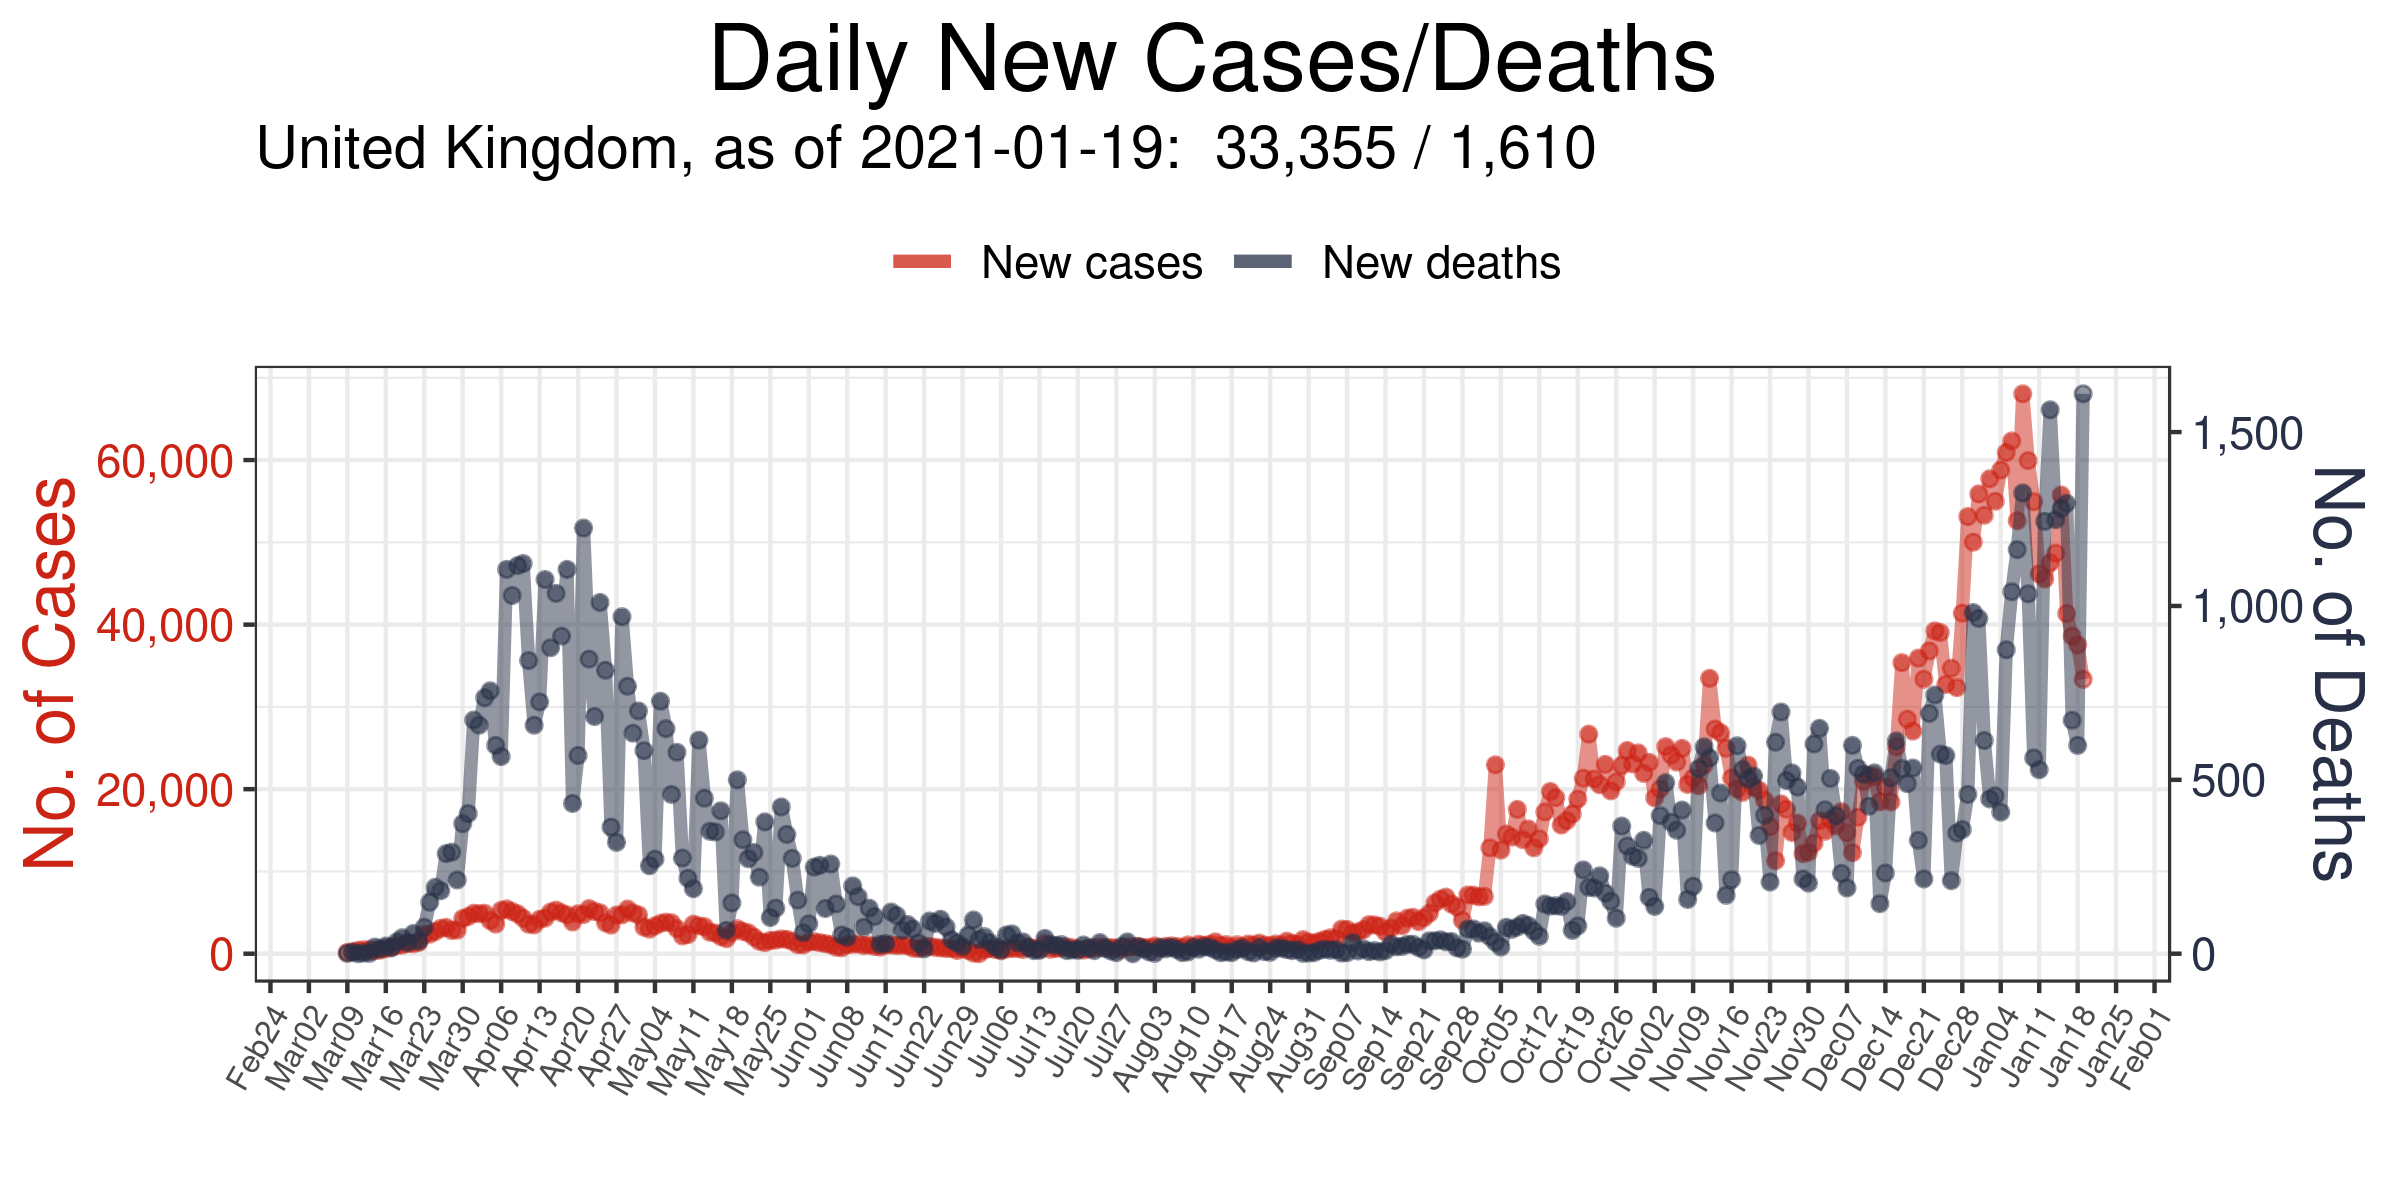 Daily New Cases/Deaths
United Kingdom, as of 2021-01-19:  33,355 / 1,610
New cases
New deaths
No. of Cases
60,000
40,000
20,000
0
1,500
1,000
500
0
No. of Deaths
Feb24
Mar02
Mar09
Mar16
Mar23
Mar30
Apr06
Apr13
Apr20
Apr27
May04
May11
May18
May25
Jun01
Jun08
Jun15
Jun22
Jun29
Jul06
Jul13
Jul20
Jul27
Aug03
Aug10
Aug17
Aug24
Aug31
Sep07
Sep14
Sep21
Sep28
Oct05
Oct12
Oct19
Oct26
Nov02
Nov09
Nov16
Nov23
Nov30
Dec07
Dec14
Dec21
Dec28
Jan04
Jan11
Jan18
Jan25
Feb01